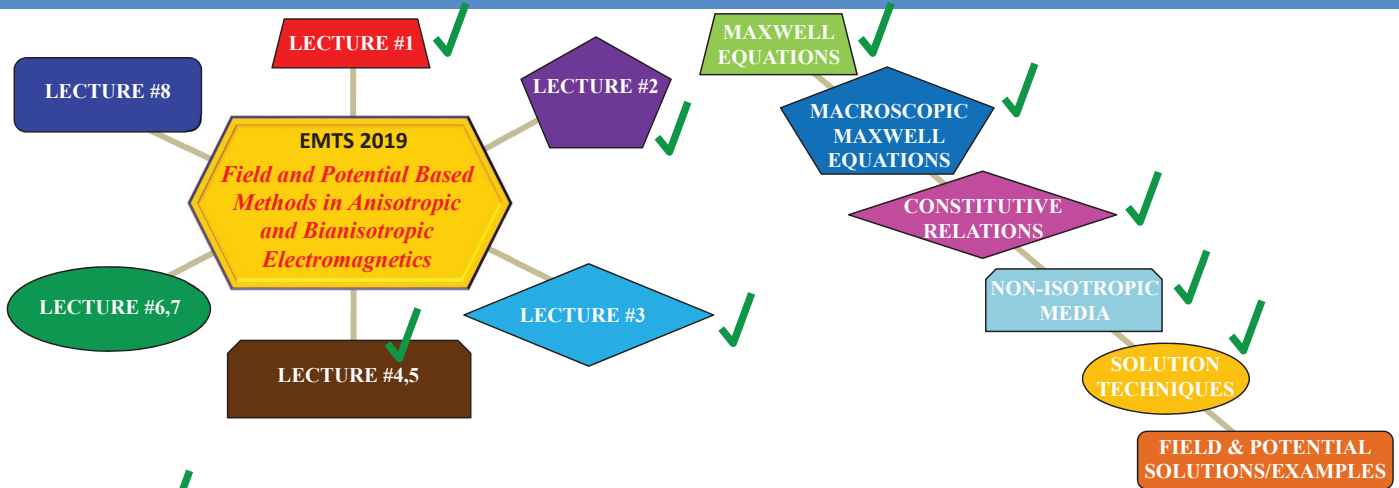 LECTURE #1
LECTURE #8
LECTURE #2
EMTS 2019
Field and Potential Based
Methods in Anisotropic
and Bianisotropic
Electromagnetics
LECTURE #6,7
LECTURE #3
LECTURE #4,5
MAXWELL
EQUATIONS
MACROSCOPIC
MAXWELL
EQUATIONS
CONSTITUTIVE
RELATIONS
NON-ISOTROPIC
MEDIA
SOLUTION
TECHNIQUES
FIELD & POTENTIAL
SOLUTIONS/EXAMPLES